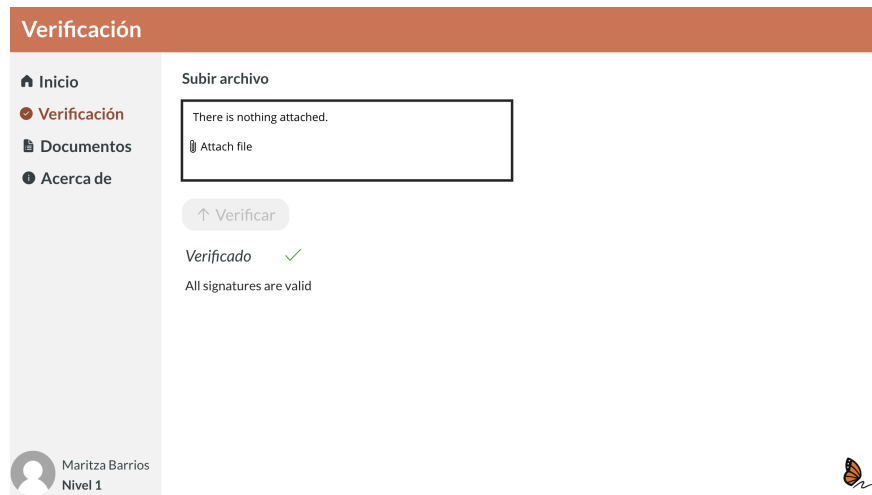 Verificación
Inicio
Verificación
Documentos
Acerca de
Subir archivo
There is nothing attached.
Attach file
Verificar
Verificado
All signatures are valid
Maritza Barrios
Nivel 1